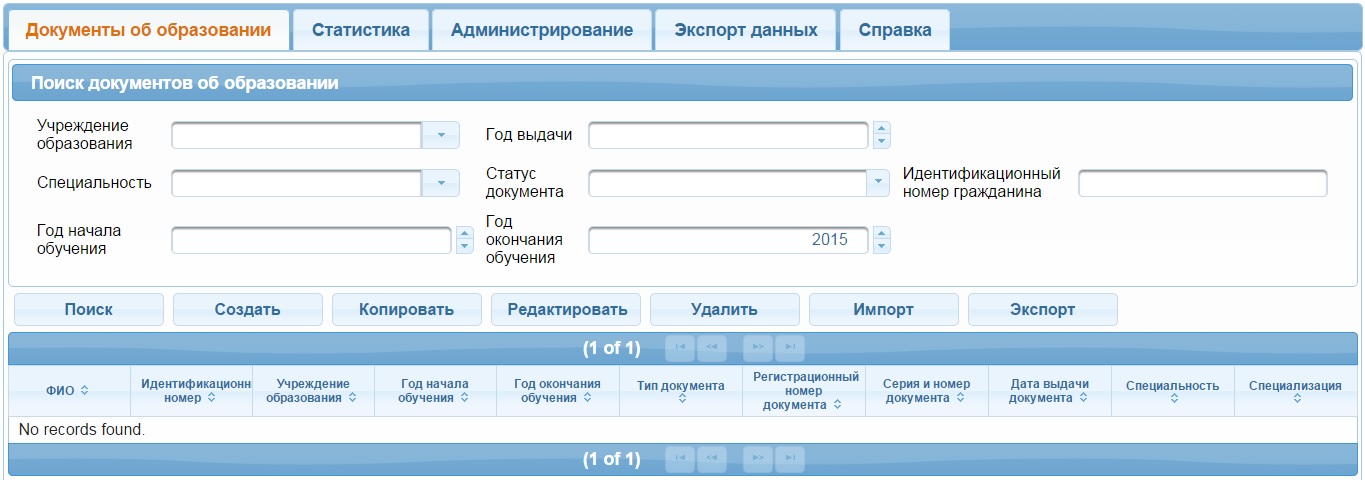 Документы об образовании Статистика Администрирование Экспорт данных Справка
Поиск документов об образовании
Учреждение
образования
Год выдачи
Специальность
Статус
документа
Идентификационный
номер гражданина
Год начала
обучения
Год
окончания
обучения
2015
Поиск Создать Копировать Редактировать Удалить Импорт Экспорт
(1 of 1)
ФИО
Идентификационн
номер
Учреждение
образования
Год начала
обучения
Год окончания
обучения
Тип документа
Регистрационный
номер
документа
Серия и номер
документа
Дата выдачи
документа
Специальность
Специализация
No records found.
(1 of 1)